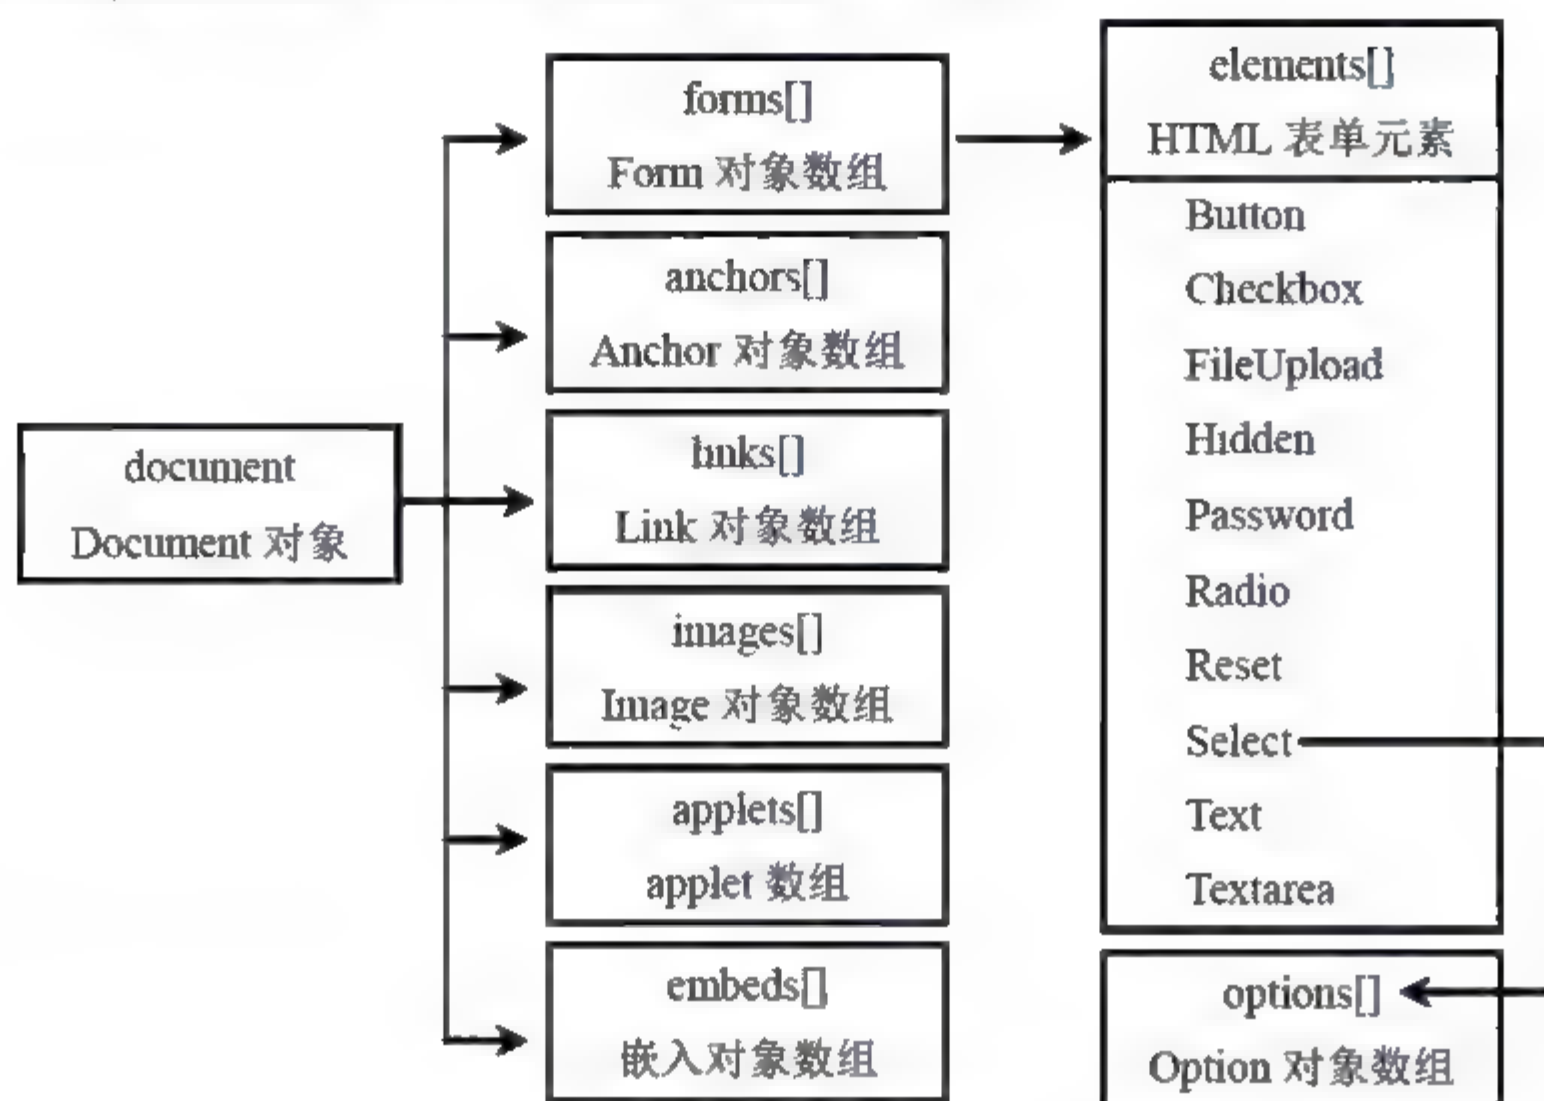 document
Document 对象
forms[]
Form 对象数组
anchors[]
Anchor 对象数组
links[]
Link 对象数组
images[]
Image 对象数组
applets[]
applet 数组
embeds[]
嵌入对象数组
elements[]
HTML 表单元素
Button
Checkbox
FileUpload
Hidden
Password
Radio
Reset
Select
Text
Textarea
options[]
Option 对象数组